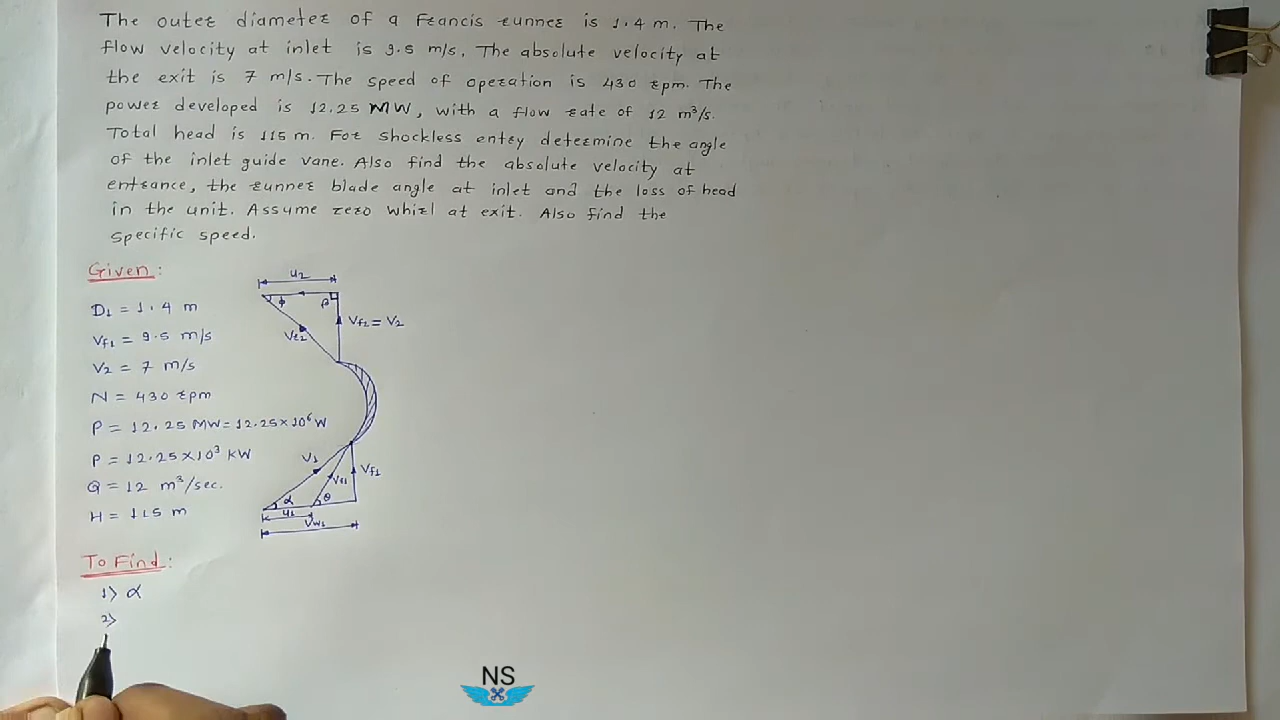 The outer diameter of a Francis runner is 1.4 m. The
flow velocity at inlet is 9.5 m/s. The absolute velocity at
the exit is 7 m/s. The speed of operation is 430 rpm. The
power developed is 12.25 MW, with a flow rate of 12 m³/s.
Total head is 115 m. For shockless entry determine the angle
of the inlet guide vane. Also find the absolute velocity at
entrance, the runner blade angle at inlet and the loss of head
in the unit. Assume zero whirl at exit. Also find the
specific speed.
Given:
D1 = 1.4 m
Vf1 = 9.5 m/s
V2 = 7 m/s
N = 430 rpm
P = 12.25 MW = 12.25×10⁶ W
P = 12.25×10³ KW
Q = 12 m³/sec.
H = 115 m
u2
ϕ
β
Vr2
Vf2 = V2
V1
Vr1
Vf1
α
θ
u1
Vw1
To Find:
1) α
2)
NS